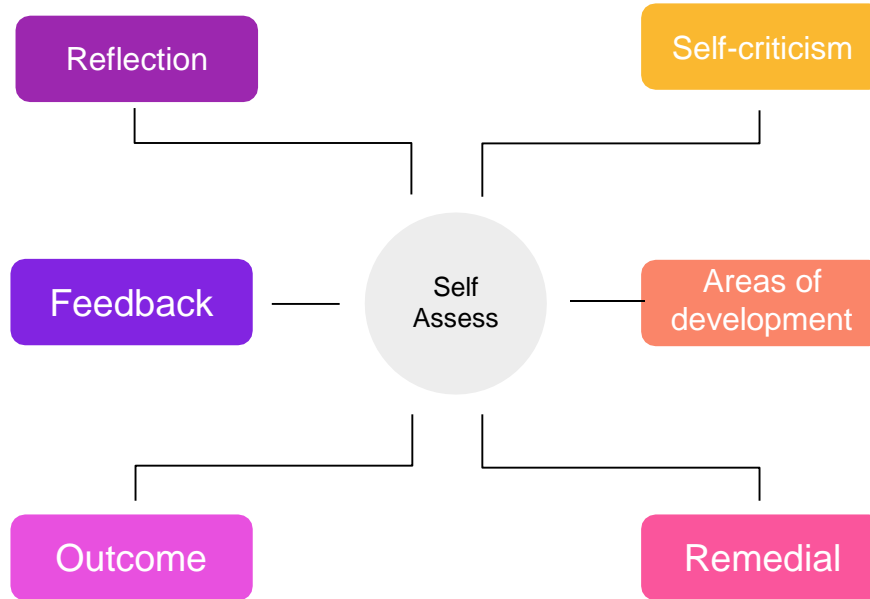 Reflection
Self-criticism
Feedback
Self
Assess
Areas of
development
Outcome
Remedial